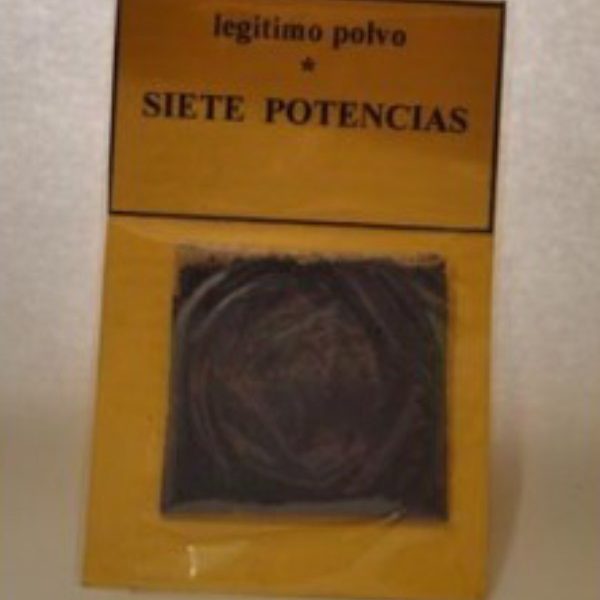 legitimo polvo
*
SIETE POTENCIAS